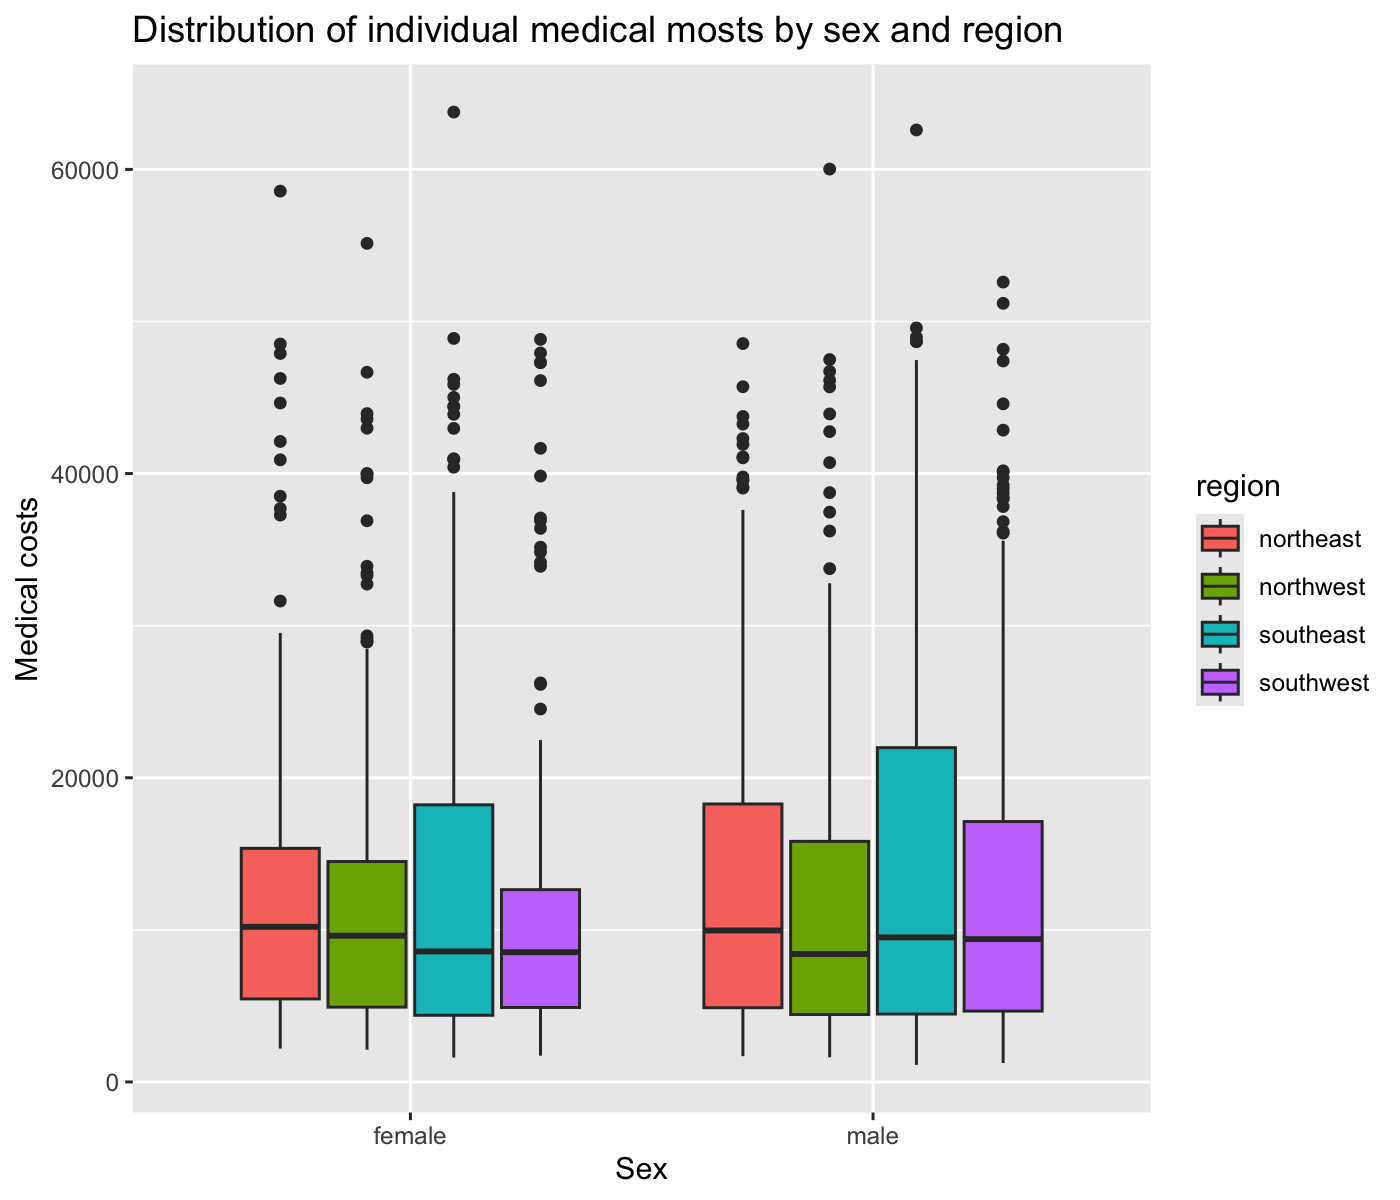 Distribution of individual medical mosts by sex and region
60000
40000
20000
0
Medical costs
female
male
Sex
region
northeast
northwest
southeast
southwest